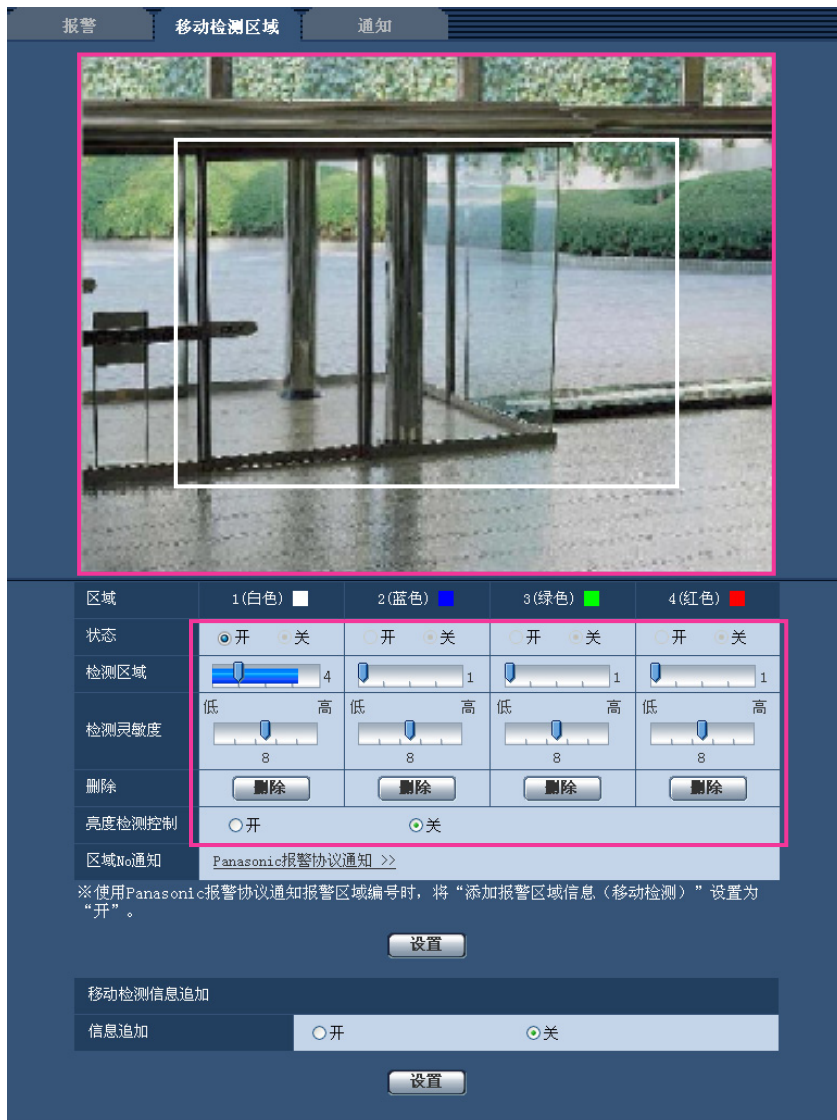 报警 移动检测区域 通知
区域 1(白色) 2(蓝色) 3(绿色) 4(红色)
状态 开 关 开 关 开 关 开 关
检测区域 4 1 1 1
低 高 低 高 低 高 低 高
检测灵敏度
8 8 8 8
删除 删除 删除 删除 删除
亮度检测控制 开 关
区域No通知 Panasonic报警协议通知 >>
※使用Panasonic报警协议通知报警区域编号时，将“添加报警区域信息（移动检测）”设置为
“开”。
设置
移动检测信息追加
信息追加 开 关
设置